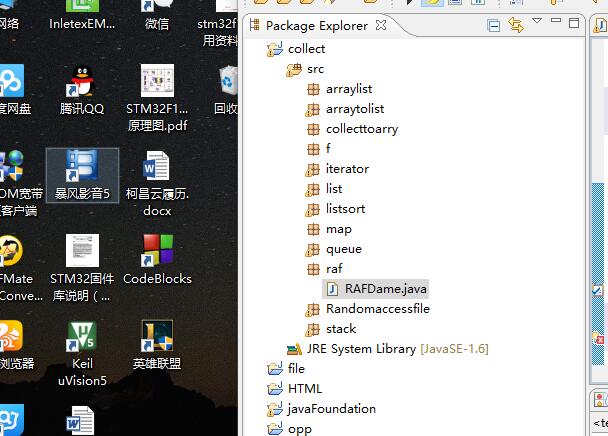 网络
InletexEM...
微信
stm32f
用资料
度网盘
腾讯QQ
STM32F1...
原理图.pdf
回收
OM宽带
客户端
暴风影音5
柯昌云履历.
docx
FMate
Conve...
STM32固件
库说明（...
CodeBlocks
浏览器
Keil
uVision5
英雄联盟
Package Explorer
collect
src
arraylist
arraytolist
collecttoarry
f
iterator
list
listsort
map
queue
raf
RAFDame.java
Randomaccessfile
stack
JRE System Library [JavaSE-1.6]
file
HTML
javaFoundation
opp
<to